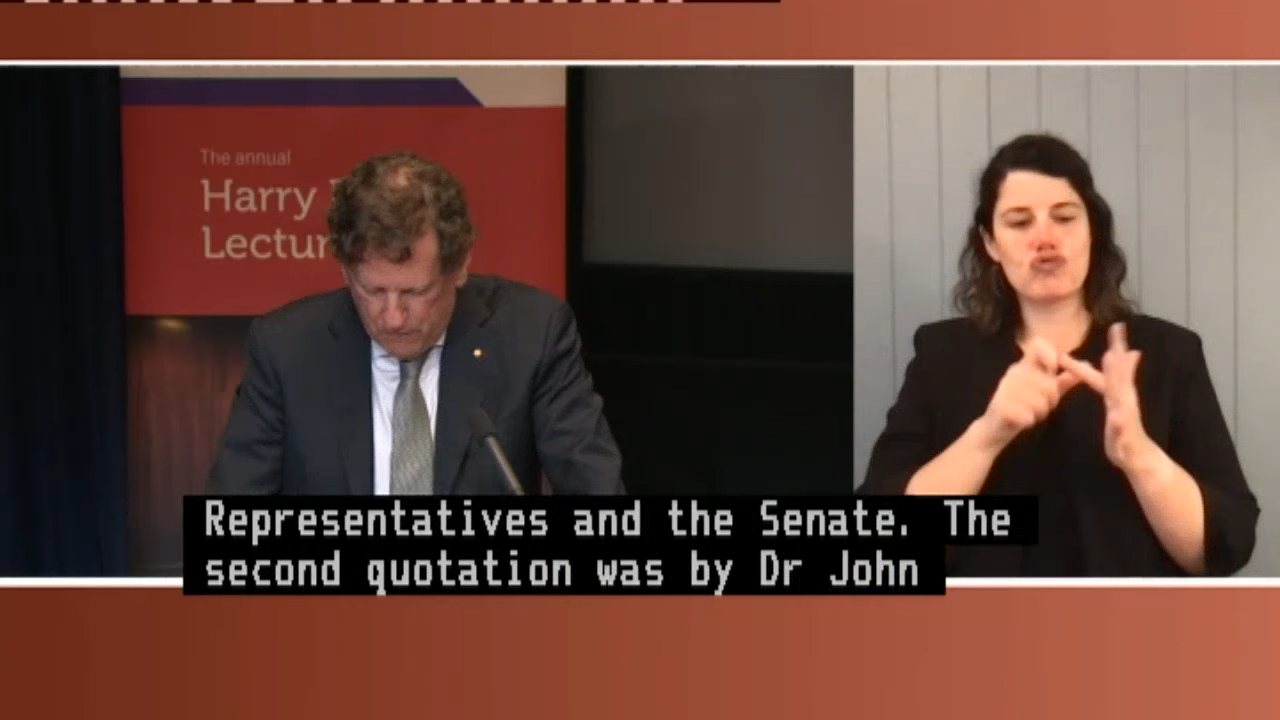 The annual
Harry
Lectur
Representatives and the Senate. The
second quotation was by Dr John